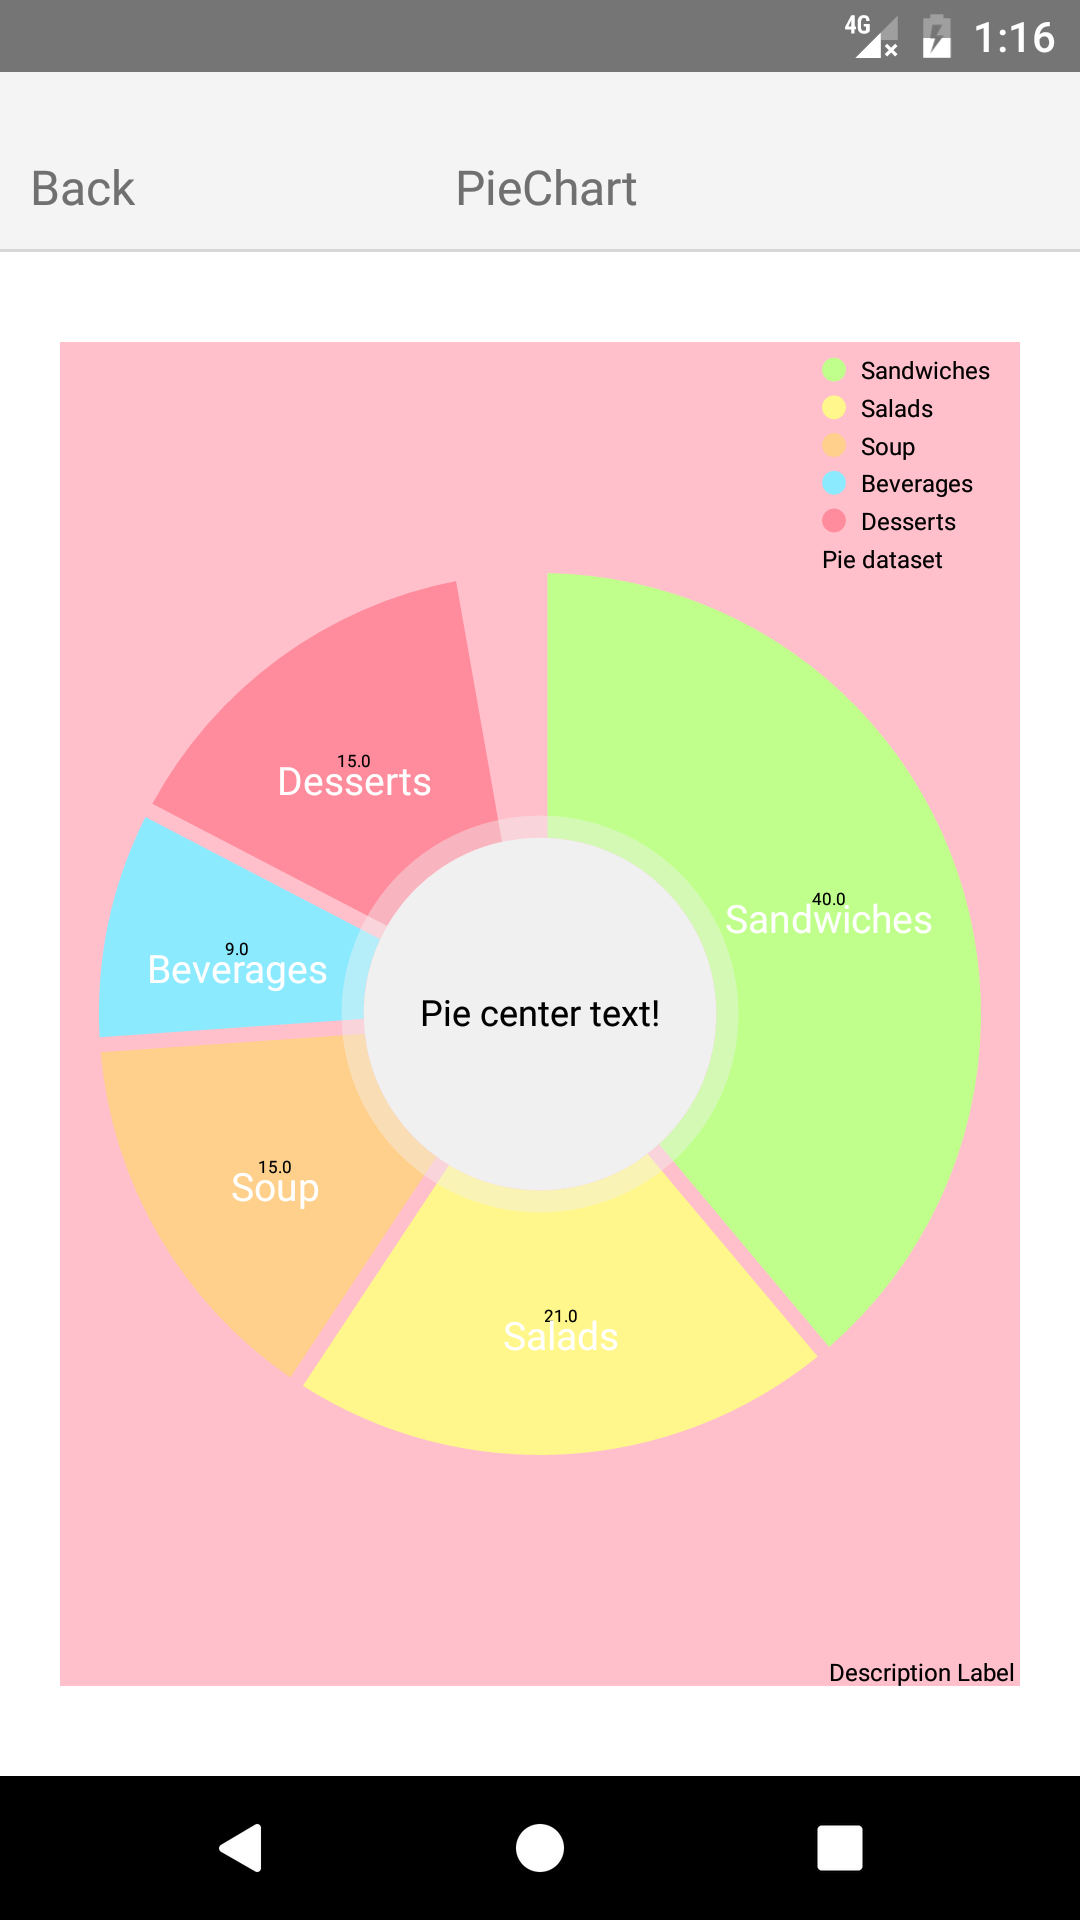 4G 1:16
Back PieChart
Sandwiches
Salads
Soup
Beverages
Desserts
Pie dataset
15.0
Desserts
40.0
Sandwiches
9.0
Beverages
Pie center text!
15.0
Soup
21.0
Salads
Description Label